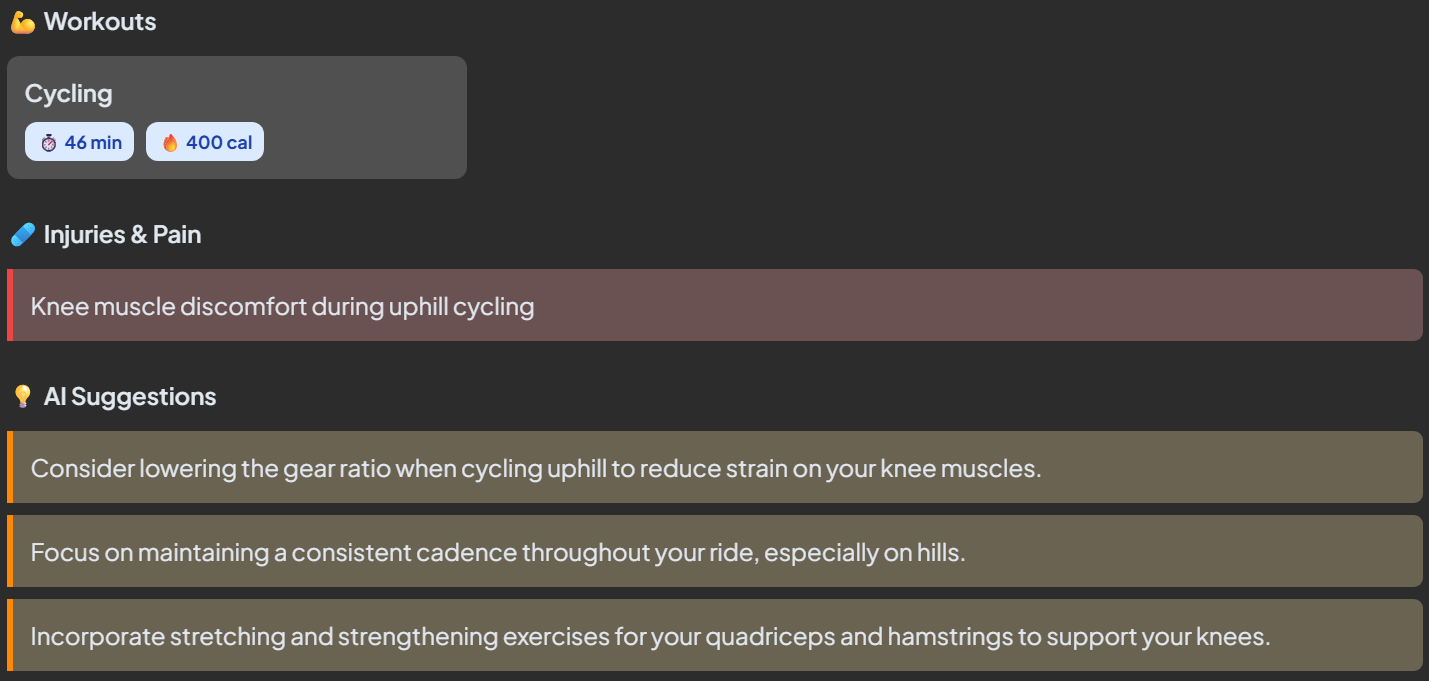 💪 Workouts
Cycling
⏱ 46 min 🔥 400 cal
🩹 Injuries & Pain
Knee muscle discomfort during uphill cycling
💡 AI Suggestions
Consider lowering the gear ratio when cycling uphill to reduce strain on your knee muscles.
Focus on maintaining a consistent cadence throughout your ride, especially on hills.
Incorporate stretching and strengthening exercises for your quadriceps and hamstrings to support your knees.